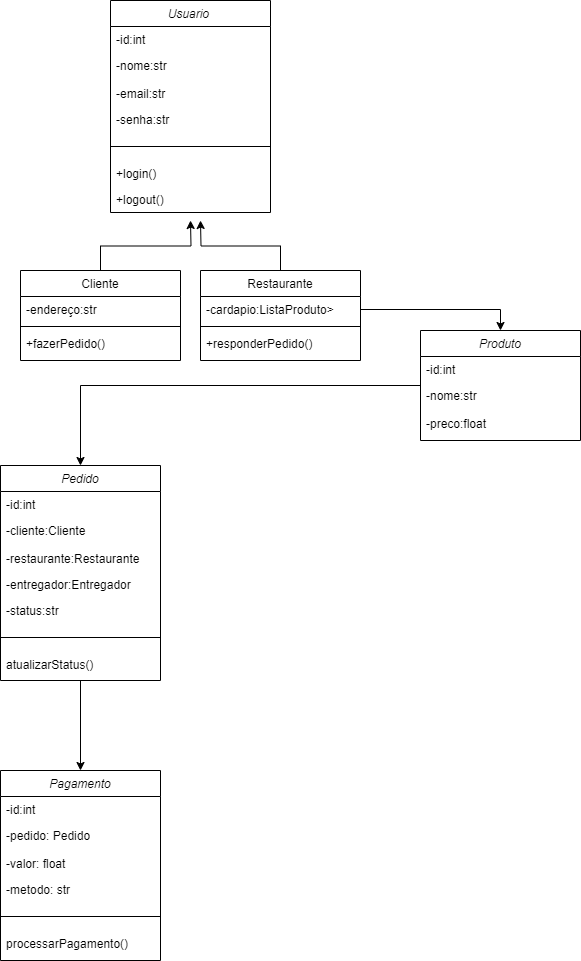 Usuario
-id:int
-nome:str
-email:str
-senha:str
+login()
+logout()
Cliente
-endereço:str
+fazerPedido()
Restaurante
-cardapio:ListaProduto>
+responderPedido()
Produto
-id:int
-nome:str
-preco:float
Pedido
-id:int
-cliente:Cliente
-restaurante:Restaurante
-entregador:Entregador
-status:str
atualizarStatus()
Pagamento
-id:int
-pedido: Pedido
-valor: float
-metodo: str
processarPagamento()